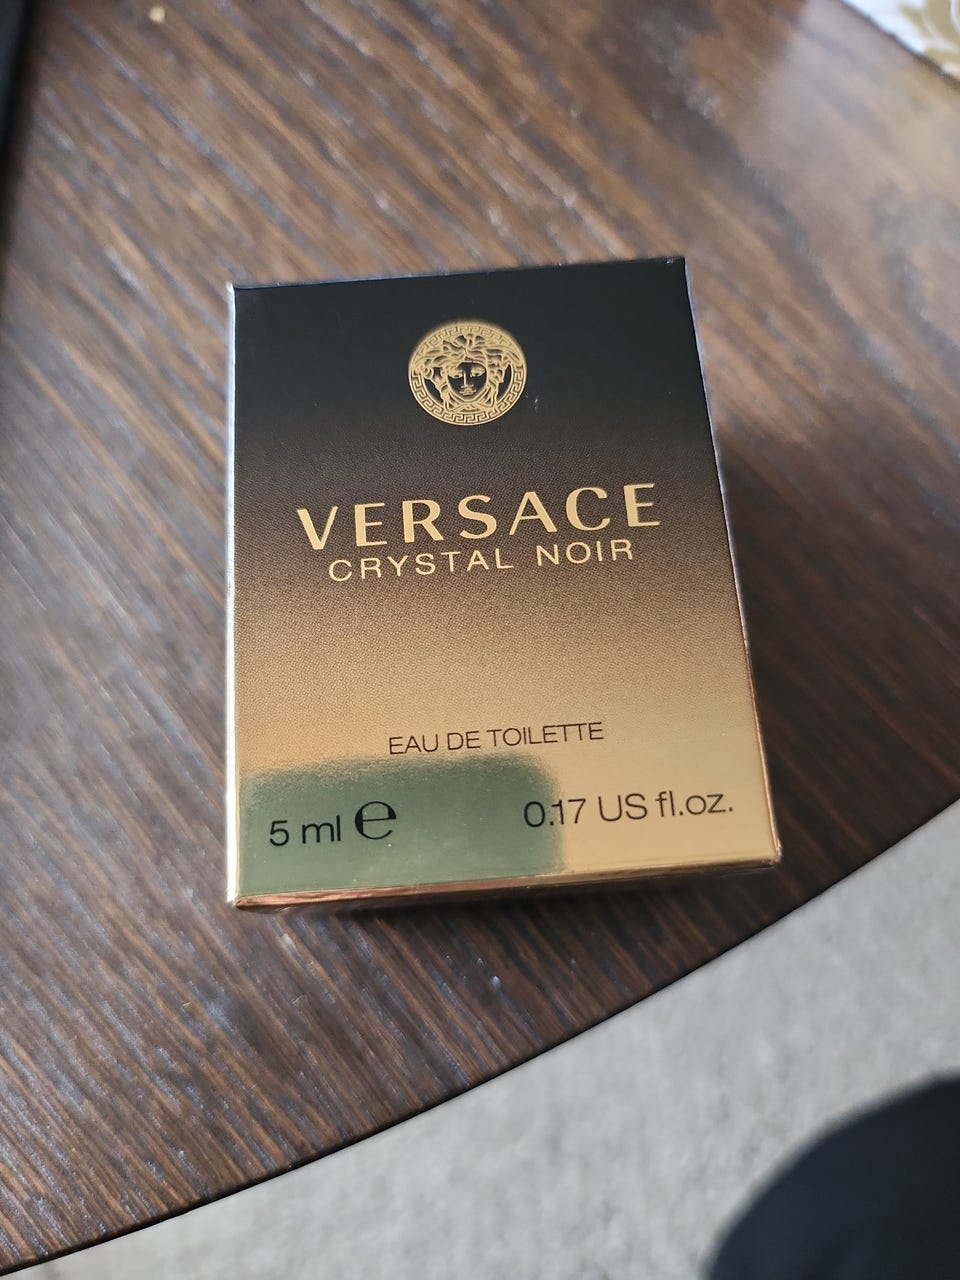 VERSACE
CRYSTAL NOIR
EAU DE TOILETTE
5 ml ℮ 0.17 US fl.oz.